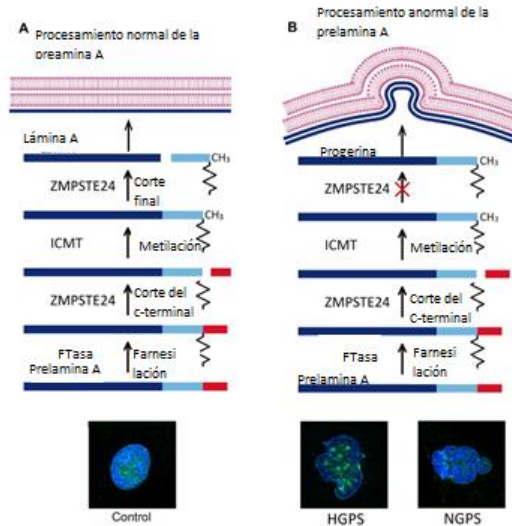 A Procesamiento normal de la
oreamina A
Lámina A
CH₃
ZMPSTE24
Corte
final
CH₃
ICMT
Metilación
ZMPSTE24
Corte del
c-terminal
FTasa
Farnesi
lación
Prelamina A
Control
B Procesamiento anormal de la
prelamina A
Progerina
CH₃
ZMPSTE24
CH₃
ICMT
Metilación
ZMPSTE24
Corte del
C-terminal
FTasa
Farnesi
lación
Prelamina A
HGPS
NGPS